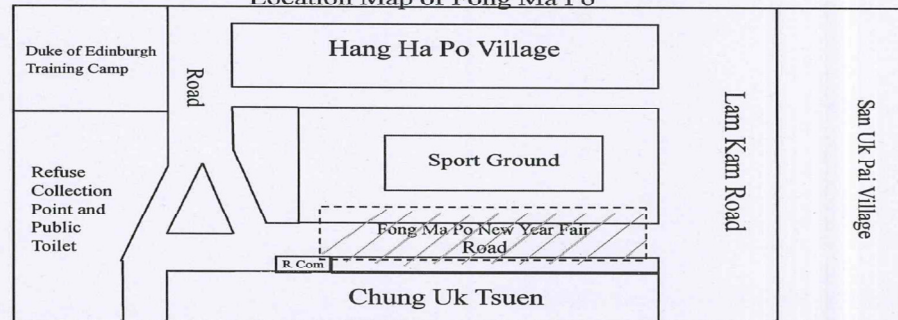 Location Map of Fong Ma Po
Duke of Edinburgh
Training Camp
Road
Hang Ha Po Village
Lam Kam Road
San Uk Pai Village
Sport Ground
Refuse
Collection
Point and
Public
Toilet
Fong Ma Po New Year Fair
Road
R Com
Chung Uk Tsuen